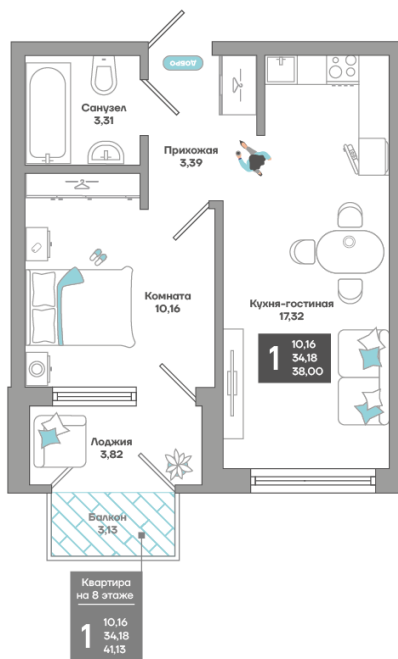 ДОБРО
Санузел
3,31
Прихожая
3,39
Комната
10,16
Кухня-гостиная
17,32
1
10,16
34,18
38,00
Лоджия
3,82
Балкон
3,13
Квартира
на 8 этаже
1
10,16
34,18
41,13